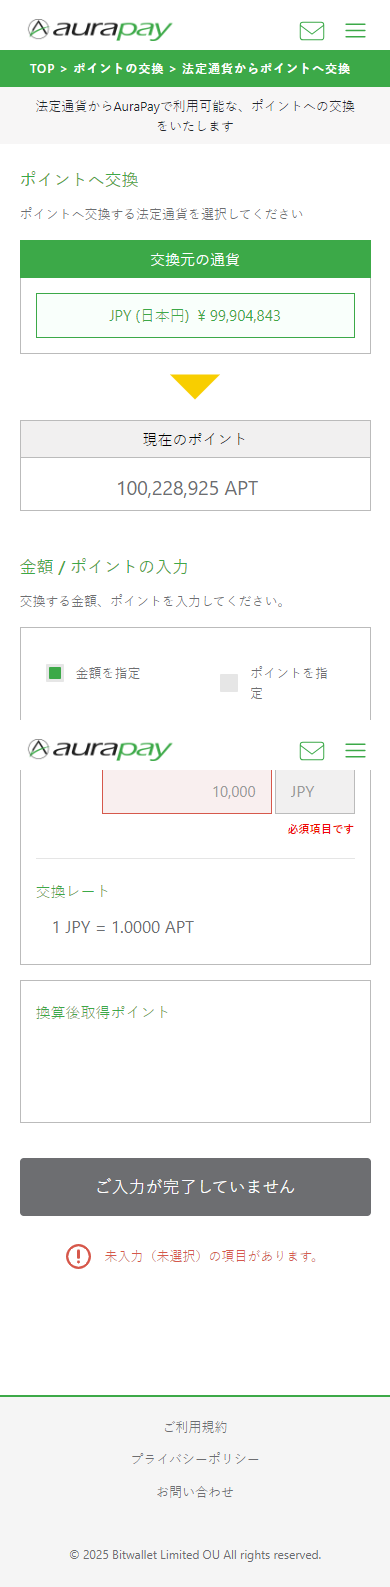 aurapay
TOP > ポイントの交換 > 法定通貨からポイントへ交換
法定通貨からAuraPayで利用可能な、ポイントへの交換
をいたします
ポイントへ交換
ポイントへ交換する法定通貨を選択してください
交換元の通貨
JPY (日本円) ¥ 99,904,843
現在のポイント
100,228,925 APT
金額 / ポイントの入力
交換する金額、ポイントを入力してください。
金額を指定
ポイントを指
定
aurapay
10,000 JPY
必須項目です
交換レート
1 JPY = 1.0000 APT
換算後取得ポイント
ご入力が完了していません
未入力（未選択）の項目があります。
ご利用規約
プライバシーポリシー
お問い合わせ
© 2025 Bitwallet Limited OU All rights reserved.